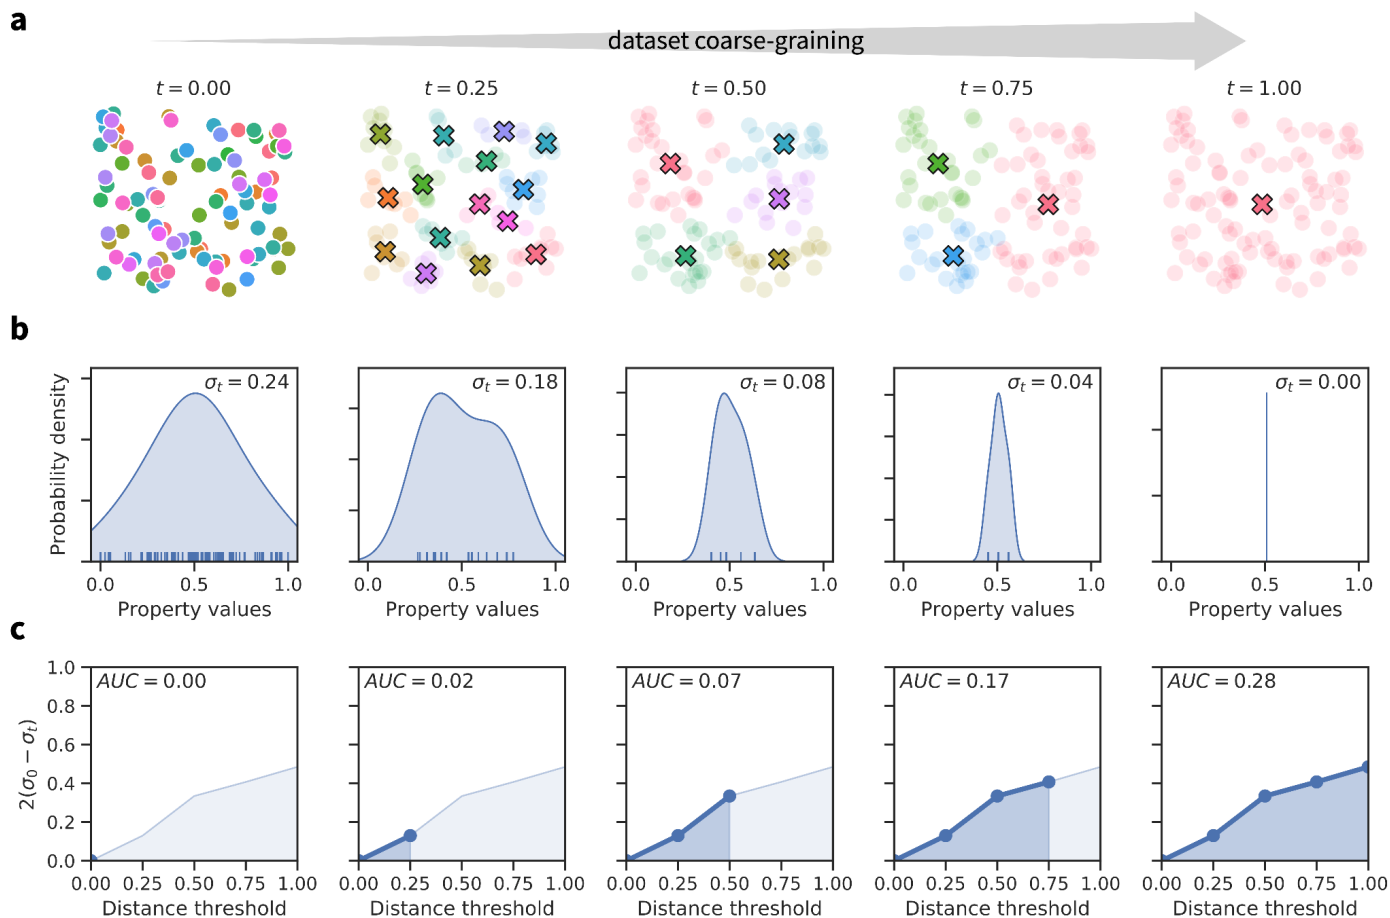 a
dataset coarse-graining
t = 0.00
t = 0.25
t = 0.50
t = 0.75
t = 1.00
b
Probability density
σt = 0.24
σt = 0.18
σt = 0.08
σt = 0.04
σt = 0.00
0.0 0.5 1.0
0.0 0.5 1.0
0.0 0.5 1.0
0.0 0.5 1.0
0.0 0.5 1.0
Property values
Property values
Property values
Property values
Property values
c
2(σ0 − σt)
1.0
0.8
0.6
0.4
0.2
0.0
AUC = 0.00
AUC = 0.02
AUC = 0.07
AUC = 0.17
AUC = 0.28
0.00 0.25 0.50 0.75 1.00
0.00 0.25 0.50 0.75 1.00
0.00 0.25 0.50 0.75 1.00
0.00 0.25 0.50 0.75 1.00
0.00 0.25 0.50 0.75 1.00
Distance threshold
Distance threshold
Distance threshold
Distance threshold
Distance threshold